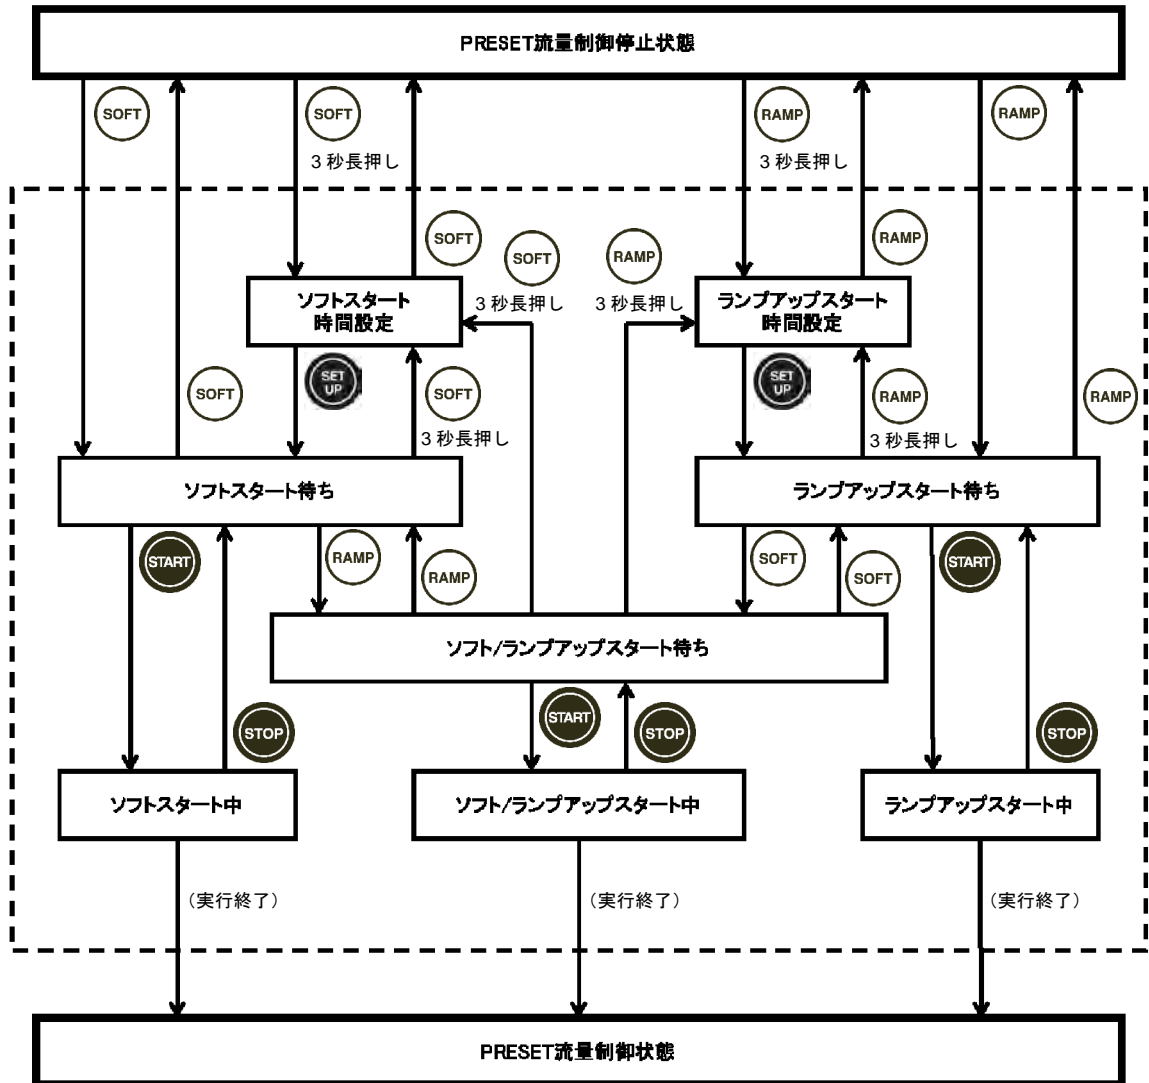 PRESET流量制御停止状態
SOFT
SOFT
RAMP
RAMP
3秒長押し
3秒長押し
SOFT
SOFT
RAMP
RAMP
ソフトスタート
時間設定
3秒長押し
3秒長押し
ランプアップスタート
時間設定
SOFT
SET
UP
SOFT
3秒長押し
SET
UP
RAMP
3秒長押し
RAMP
ソフトスタート待ち
ランプアップスタート待ち
START
RAMP
RAMP
SOFT
SOFT
START
ソフト/ランプアップスタート待ち
STOP
START
STOP
STOP
ソフトスタート中
ソフト/ランプアップスタート中
ランプアップスタート中
(実行終了)
(実行終了)
(実行終了)
PRESET流量制御状態